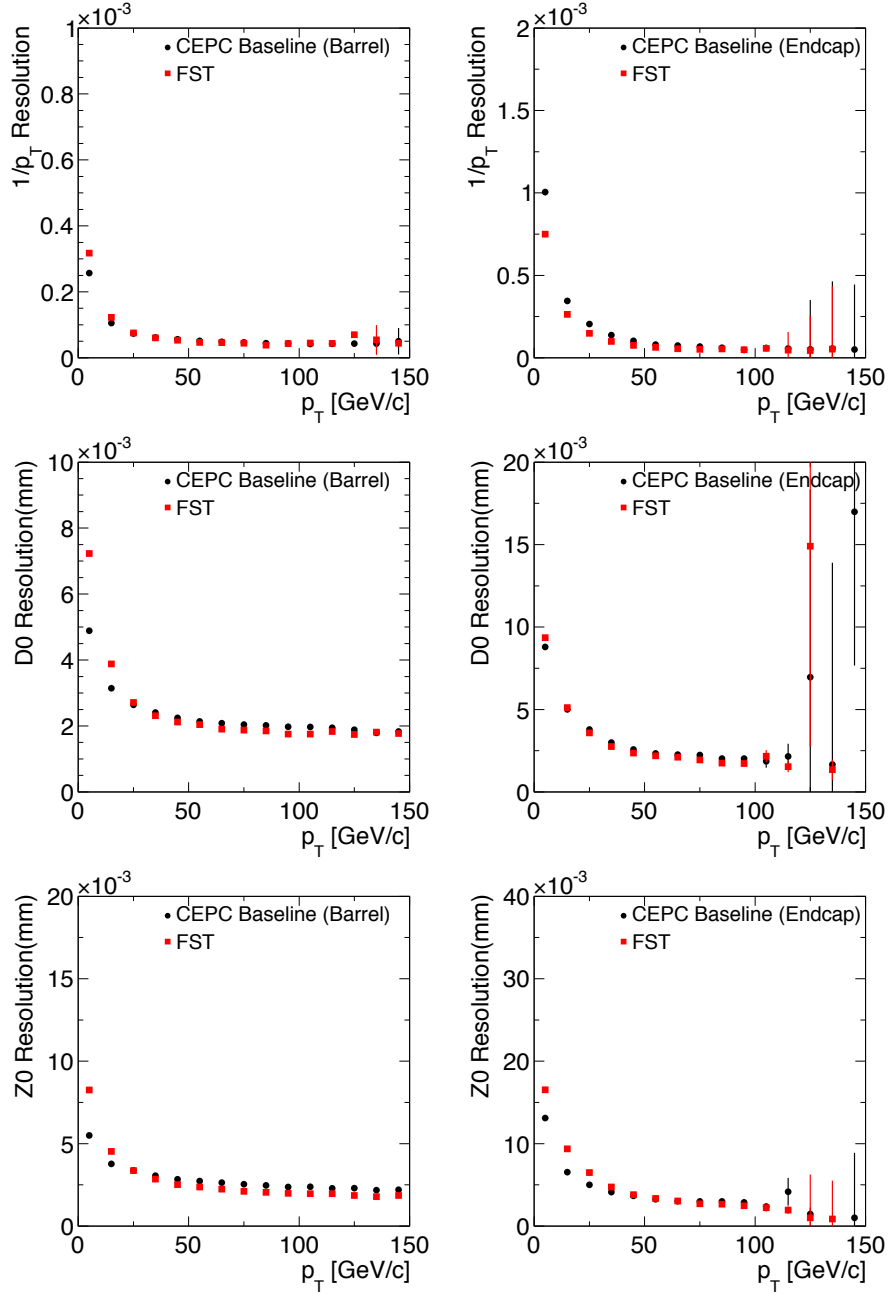 ×10⁻³
1
0.8
0.6
0.4
0.2
0
1/p_T Resolution
CEPC Baseline (Barrel)
FST
0 50 100 150
p_T [GeV/c]
×10⁻³
2
1.5
1
0.5
0
1/p_T Resolution
CEPC Baseline (Endcap)
FST
0 50 100 150
p_T [GeV/c]
×10⁻³
10
8
6
4
2
0
D0 Resolution(mm)
CEPC Baseline (Barrel)
FST
0 50 100 150
p_T [GeV/c]
×10⁻³
20
15
10
5
0
D0 Resolution(mm)
CEPC Baseline (Endcap)
FST
0 50 100 150
p_T [GeV/c]
×10⁻³
20
15
10
5
0
Z0 Resolution(mm)
CEPC Baseline (Barrel)
FST
0 50 100 150
p_T [GeV/c]
×10⁻³
40
30
20
10
0
Z0 Resolution(mm)
CEPC Baseline (Endcap)
FST
0 50 100 150
p_T [GeV/c]